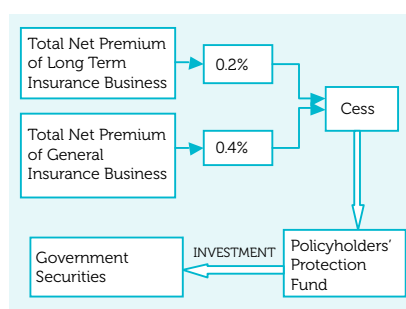 Total Net Premium
of Long Term
Insurance Business
0.2%
Total Net Premium
of General
Insurance Business
0.4%
Cess
Government
Securities
INVESTMENT
Policyholders'
Protection
Fund